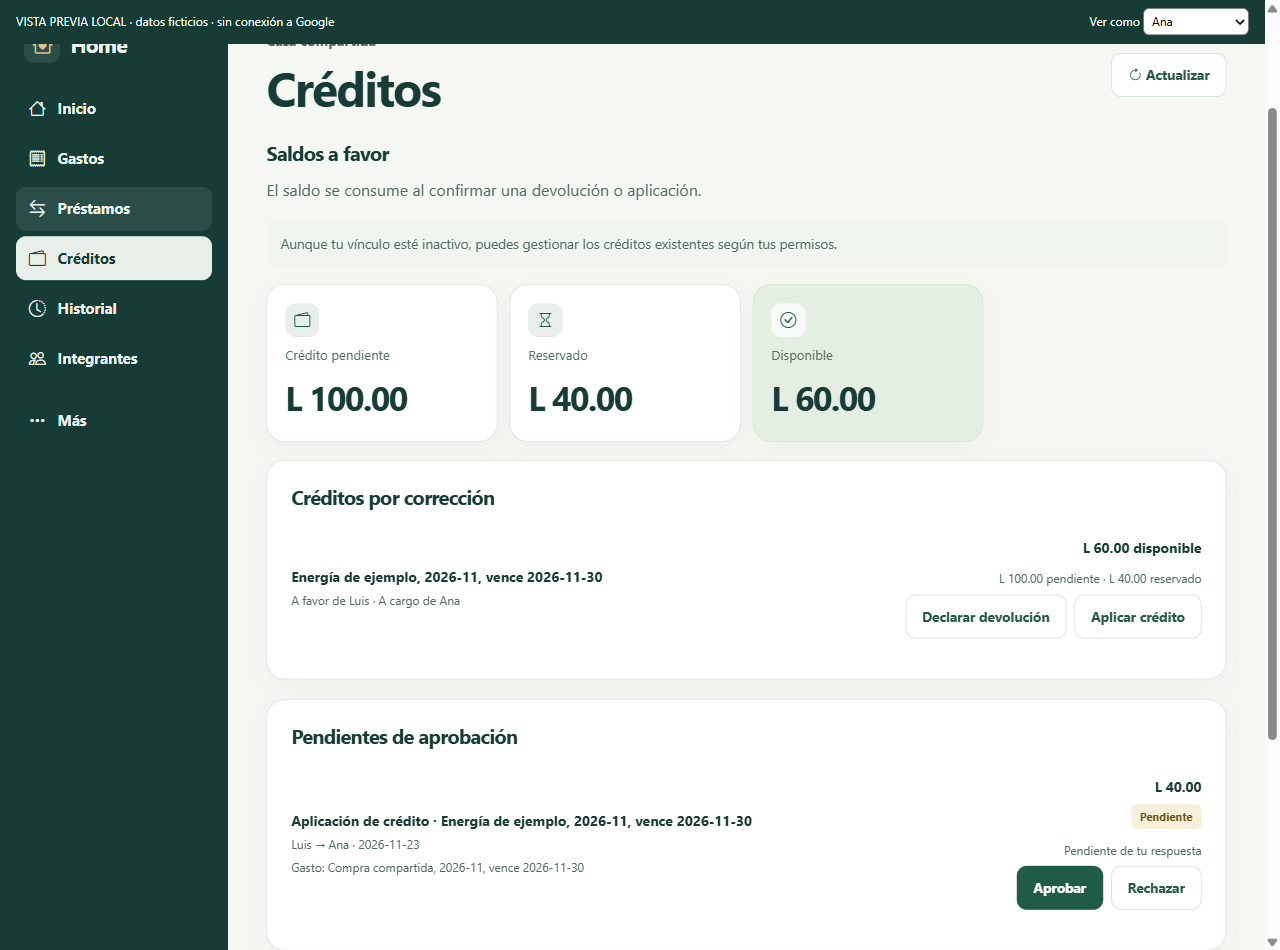 VISTA PREVIA LOCAL · datos ficticios · sin conexión a Google
Ver como
Ana
Home
Inicio
Gastos
Préstamos
Créditos
Historial
Integrantes
Más
Casa compartida
Créditos
Actualizar
Saldos a favor
El saldo se consume al confirmar una devolución o aplicación.
Aunque tu vínculo esté inactivo, puedes gestionar los créditos existentes según tus permisos.
Crédito pendiente
L 100.00
Reservado
L 40.00
Disponible
L 60.00
Créditos por corrección
Energía de ejemplo, 2026-11, vence 2026-11-30
A favor de Luis · A cargo de Ana
L 60.00 disponible
L 100.00 pendiente · L 40.00 reservado
Declarar devolución
Aplicar crédito
Pendientes de aprobación
Aplicación de crédito · Energía de ejemplo, 2026-11, vence 2026-11-30
Luis → Ana · 2026-11-23
Gasto: Compra compartida, 2026-11, vence 2026-11-30
L 40.00
Pendiente
Pendiente de tu respuesta
Aprobar
Rechazar